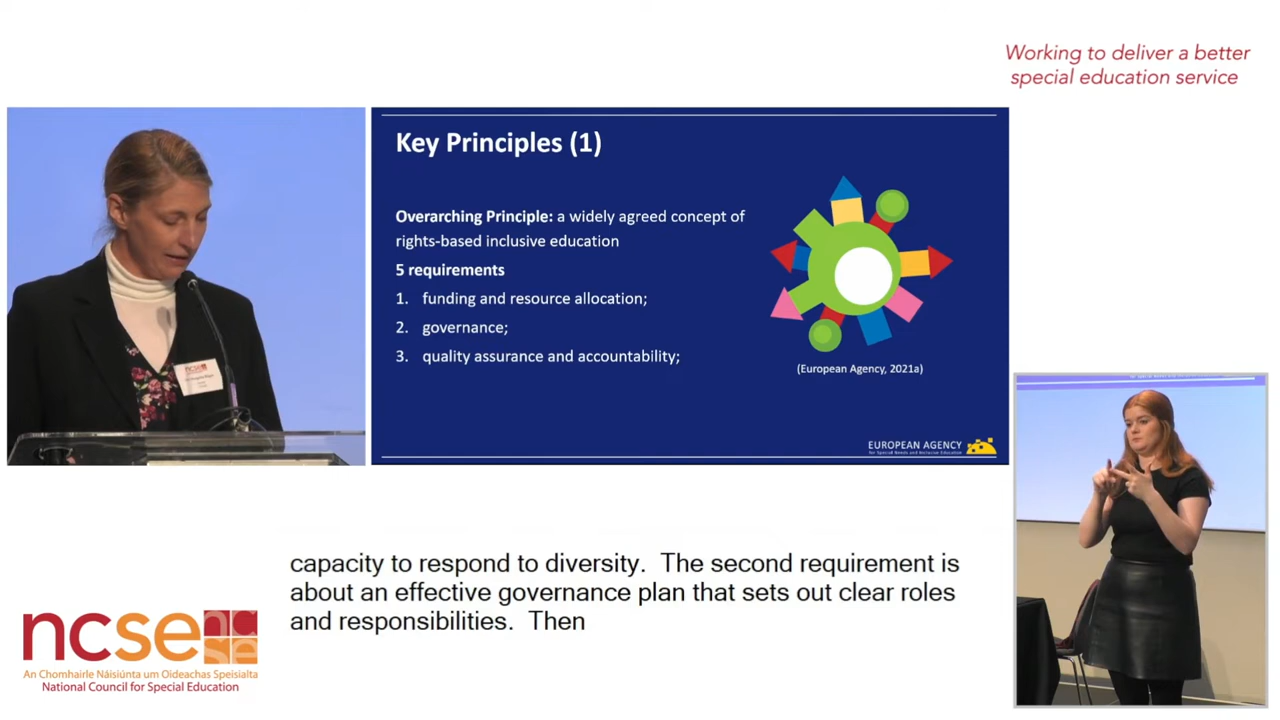 Working to deliver a better
special education service
Key Principles (1)
Overarching Principle: a widely agreed concept of
rights-based inclusive education
5 requirements
1. funding and resource allocation;
2. governance;
3. quality assurance and accountability;
(European Agency, 2021a)
EUROPEAN AGENCY
for Special Needs and Inclusive Education
ncse
capacity to respond to diversity. The second requirement is
about an effective governance plan that sets out clear roles
and responsibilities. Then
ncse
nc
se
An Chomhairle Náisiúnta um Oideachas Speisialta
National Council for Special Education